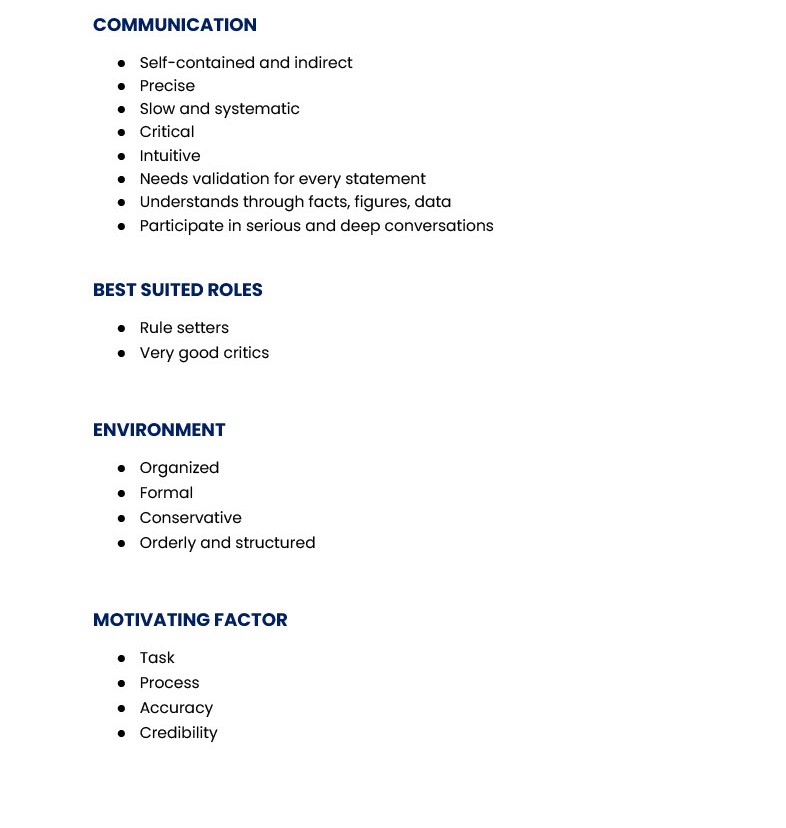 COMMUNICATION
● Self-contained and indirect
● Precise
● Slow and systematic
● Critical
● Intuitive
● Needs validation for every statement
● Understands through facts, figures, data
● Participate in serious and deep conversations
BEST SUITED ROLES
● Rule setters
● Very good critics
ENVIRONMENT
● Organized
● Formal
● Conservative
● Orderly and structured
MOTIVATING FACTOR
● Task
● Process
● Accuracy
● Credibility